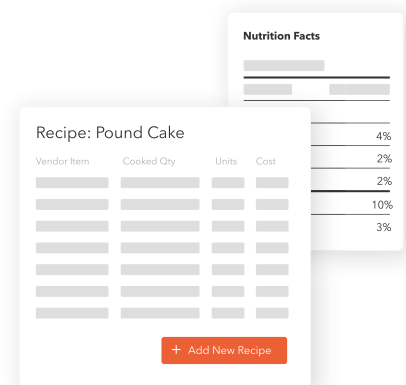 Nutrition Facts
4%
2%
2%
10%
3%
Recipe: Pound Cake
Vendor Item Cooked Qty Units Cost
+ Add New Recipe